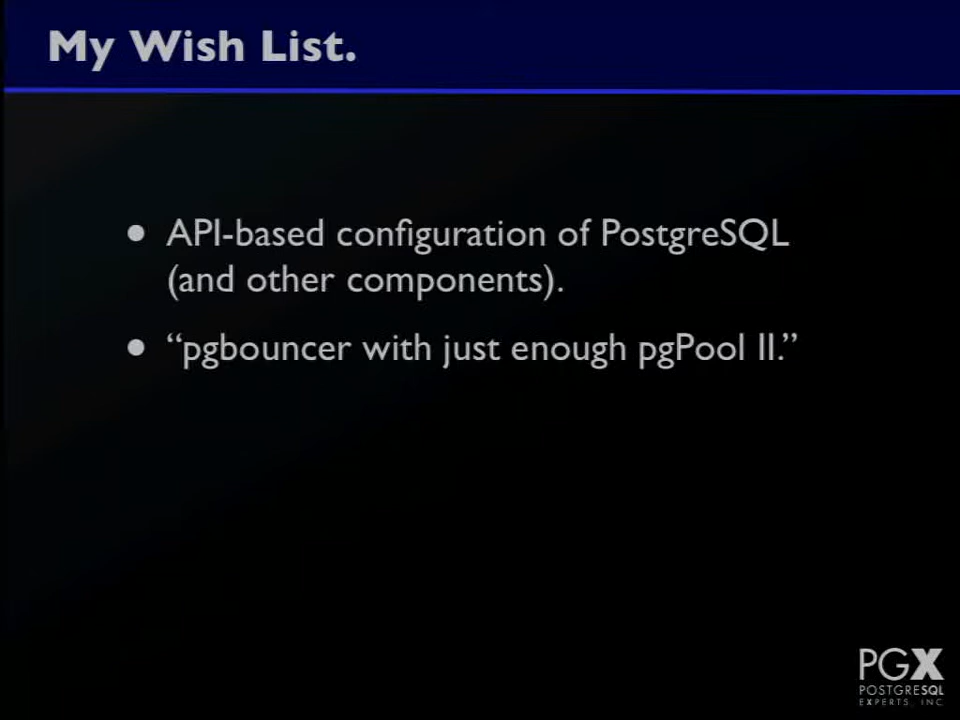 My Wish List.
• API-based configuration of PostgreSQL
(and other components).
• “pgbouncer with just enough pgPool II.”
PGX
POSTGRESQL
EXPERTS, INC